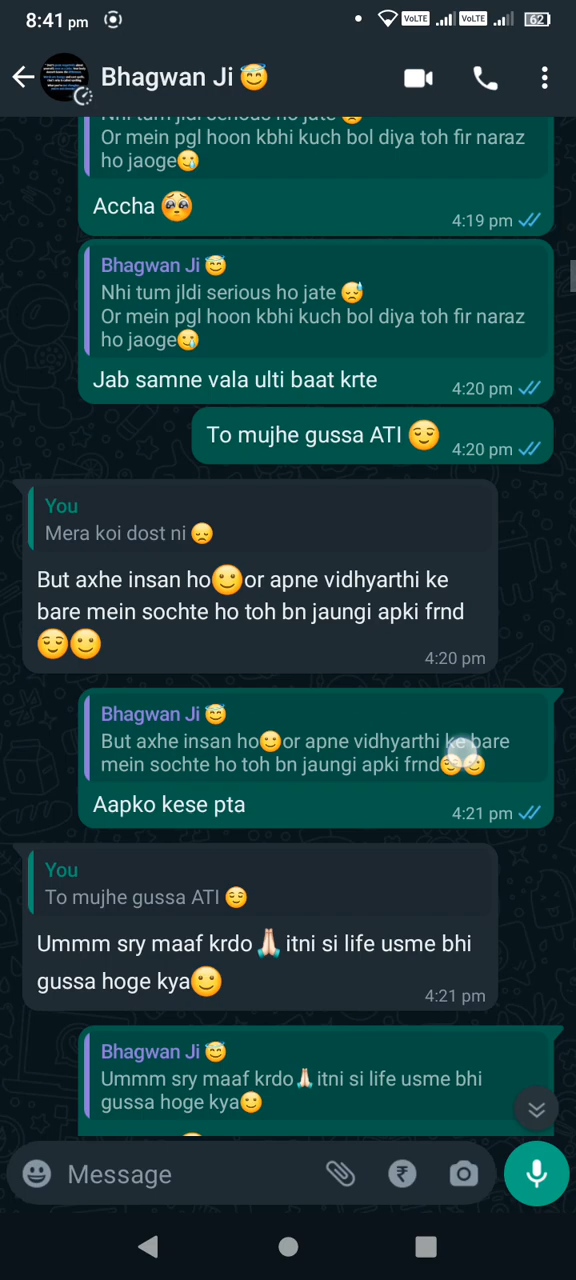 8:41 pm
VoLTE VoLTE 62
Bhagwan Ji 😇
Nhi tum jldi serious ho jate 😓
Or mein pgl hoon kbhi kuch bol diya toh fir naraz
ho jaoge🥲
Accha 🥺
4:19 pm
Bhagwan Ji 😇
Nhi tum jldi serious ho jate 😓
Or mein pgl hoon kbhi kuch bol diya toh fir naraz
ho jaoge🥲
Jab samne vala ulti baat krte
4:20 pm
To mujhe gussa ATI 😌
4:20 pm
You
Mera koi dost ni 😞
But axhe insan ho🙂or apne vidhyarthi ke
bare mein sochte ho toh bn jaungi apki frnd
😌🙂
4:20 pm
Bhagwan Ji 😇
But axhe insan ho🙂or apne vidhyarthi ke bare
mein sochte ho toh bn jaungi apki frnd😌🙂
Aapko kese pta
4:21 pm
You
To mujhe gussa ATI 😌
Ummm sry maaf krdo🙏🏻itni si life usme bhi
gussa hoge kya🙂
4:21 pm
Bhagwan Ji 😇
Ummm sry maaf krdo🙏🏻itni si life usme bhi
gussa hoge kya🙂
Message
₹